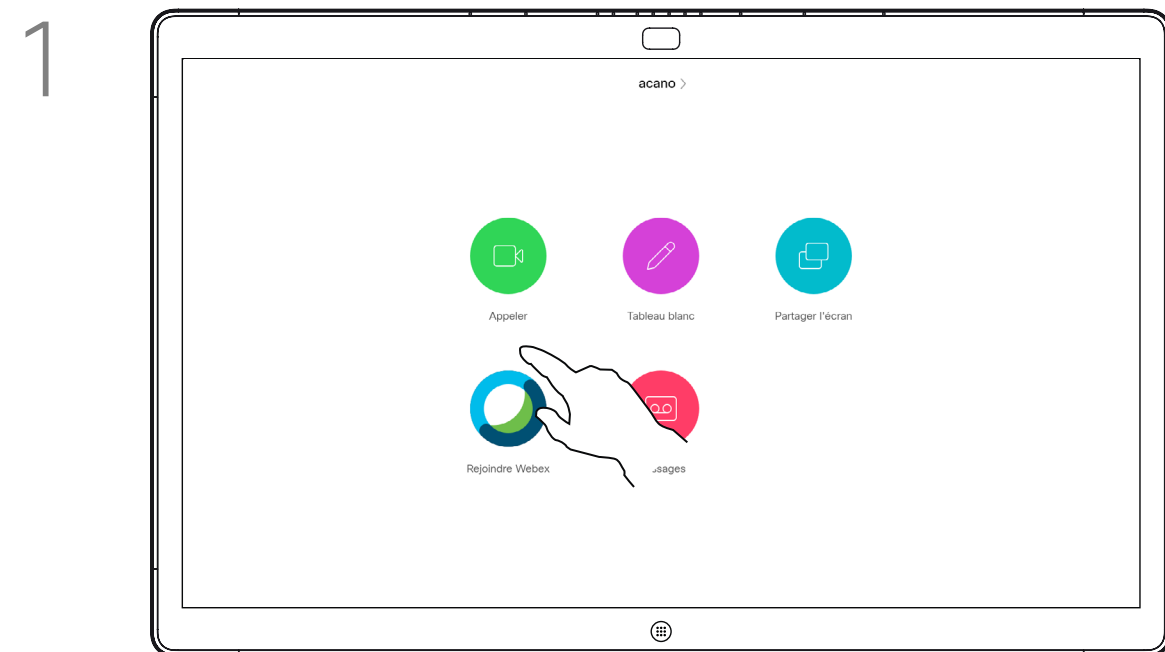 1
acano
Appeler
Tableau blanc
Partager l'écran
Rejoindre Webex